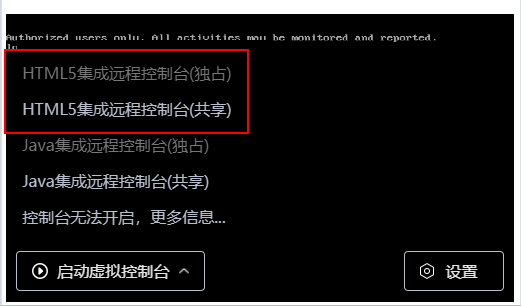 Authorized users only. All activities may be monitored and reported.
HTML5集成远程控制台(独占)
HTML5集成远程控制台(共享)
Java集成远程控制台(独占)
Java集成远程控制台(共享)
控制台无法开启，更多信息...
启动虚拟控制台
设置